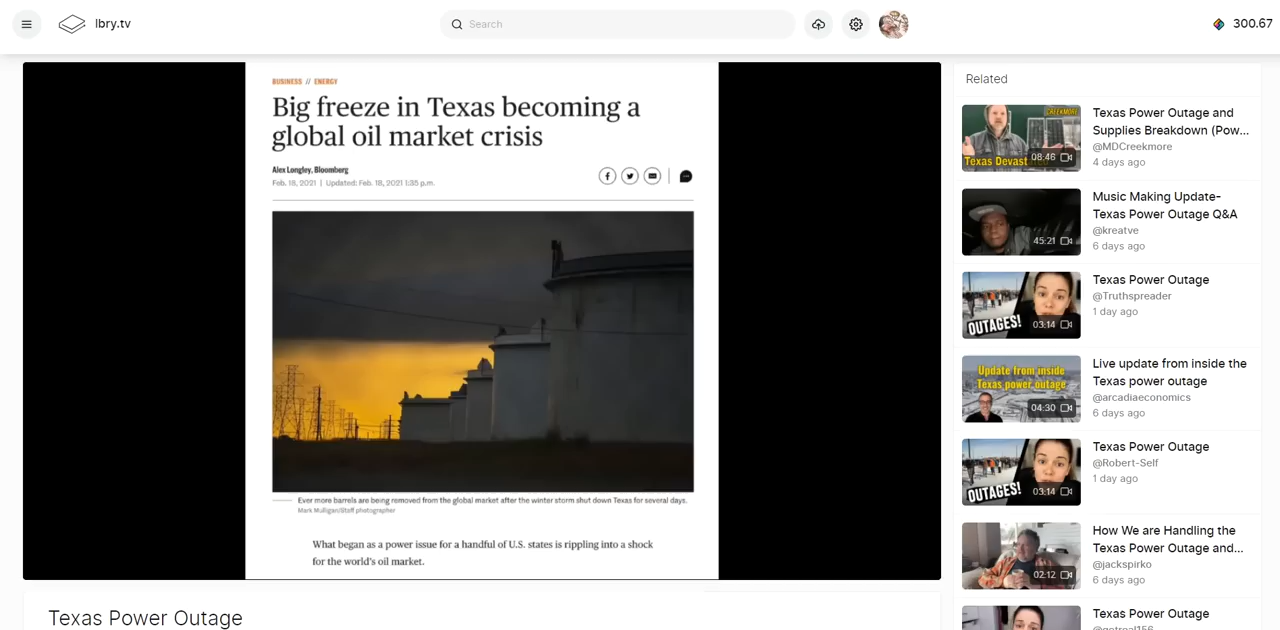 lbry.tv
Search
300.67
BUSINESS // ENERGY
Big freeze in Texas becoming a
global oil market crisis
Alex Longley, Bloomberg
Feb. 18, 2021 | Updated: Feb. 18, 2021 1:35 p.m.
Ever more barrels are being removed from the global market after the winter storm shut down Texas for several days.
Mark Mulligan/Staff photographer
What began as a power issue for a handful of U.S. states is rippling into a shock
for the world's oil market.
Texas Power Outage
Related
CREEKMORE
Texas Devast
08:46
Texas Power Outage and
Supplies Breakdown (Pow...
@MDCreekmore
4 days ago
45:21
Music Making Update-
Texas Power Outage Q&A
@kreatve
6 days ago
OUTAGES!
03:14
Texas Power Outage
@Truthspreader
1 day ago
Update from inside
Texas power outage
04:30
Live update from inside the
Texas power outage
@arcadiaeconomics
6 days ago
OUTAGES!
03:14
Texas Power Outage
@Robert-Self
1 day ago
02:12
How We are Handling the
Texas Power Outage and...
@jackspirko
6 days ago
Texas Power Outage